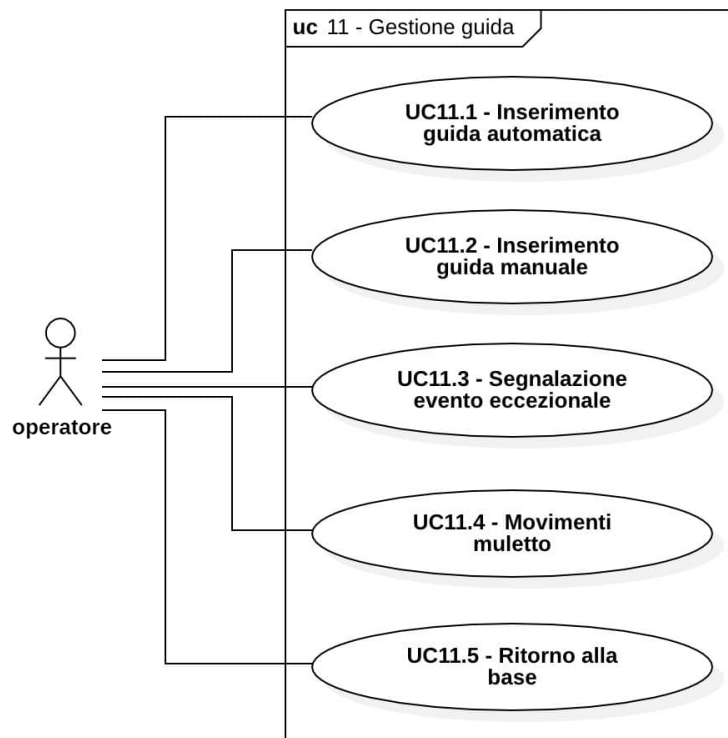 uc 11 - Gestione guida
UC11.1 - Inserimento
guida automatica
UC11.2 - Inserimento
guida manuale
UC11.3 - Segnalazione
evento eccezionale
operatore
UC11.4 - Movimenti
muletto
UC11.5 - Ritorno alla
base